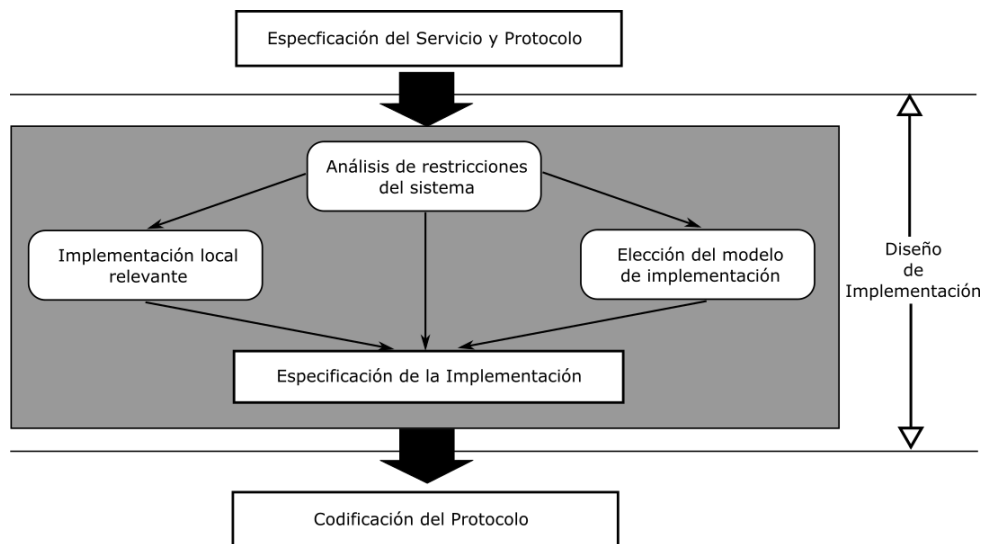 Especficación del Servicio y Protocolo
Análisis de restricciones
del sistema
Implementación local
relevante
Elección del modelo
de implementación
Diseño
de
Implementación
Especificación de la Implementación
Codificación del Protocolo